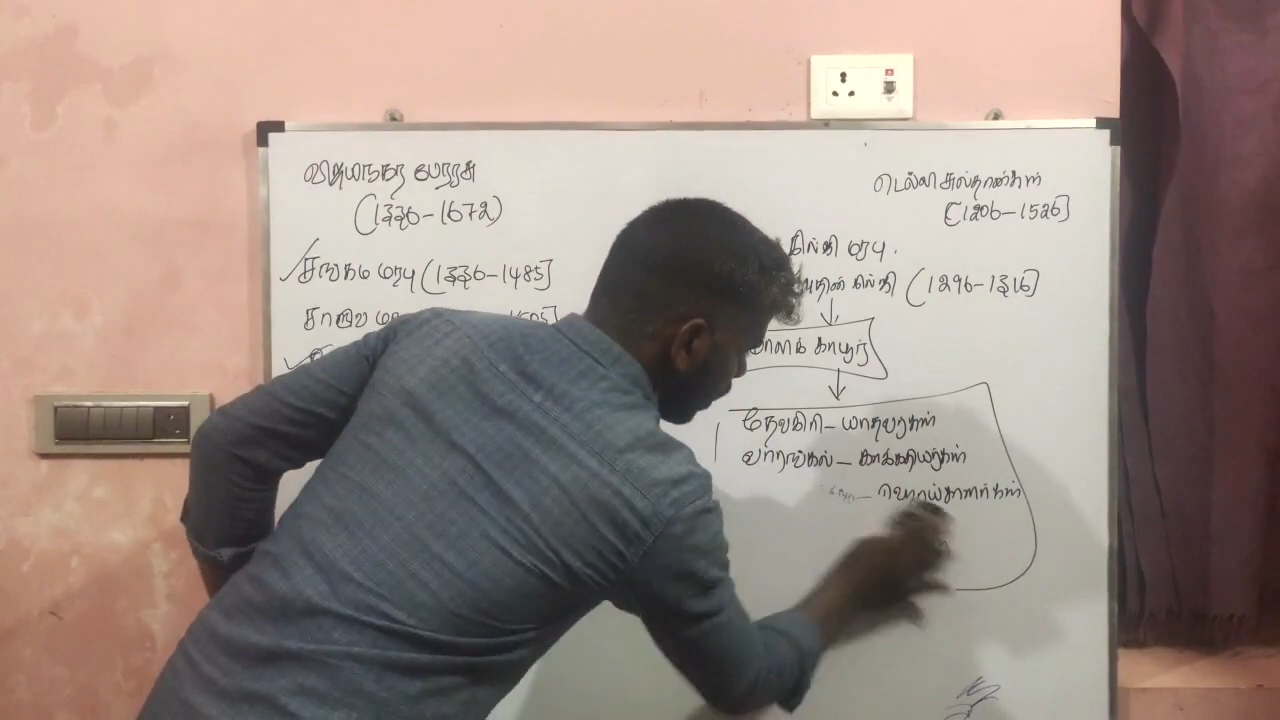 விஜயநகர பேரரசு
(1336-1672)
சங்கம மரபு (1336-1485]
சாளுவ
டெல்லி சுல்தான்கள்
[1206-1526]
கில்ஜி மரபு.
கில்ஜி (1296-1316]
மாலிக் காபூர்
தேவகிரி - யாதவர்கள்
வாரங்கல் - காகதியர்கள்
- ஹொய்சாளர்கள்